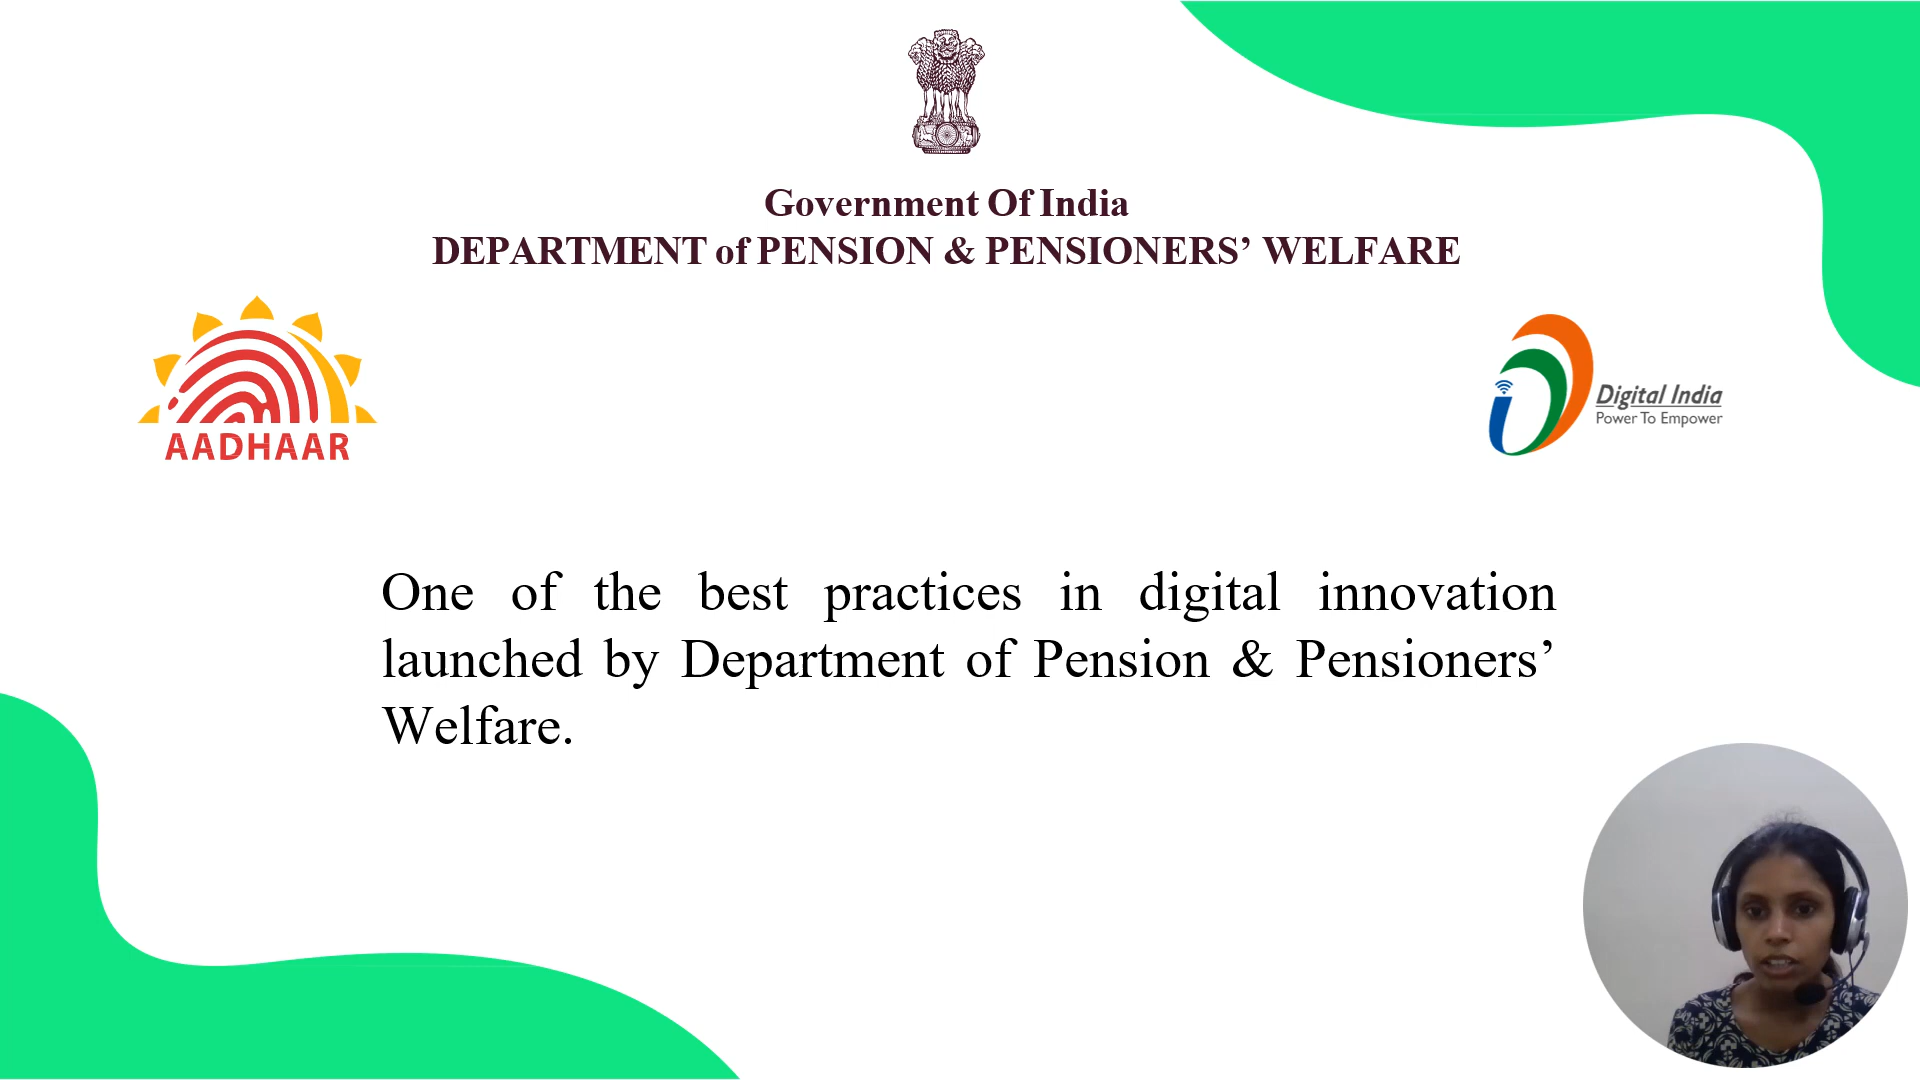 Government Of India
DEPARTMENT of PENSION & PENSIONERS’ WELFARE
AADHAAR
Digital India
Power To Empower
One of the best practices in digital innovation
launched by Department of Pension & Pensioners’
Welfare.